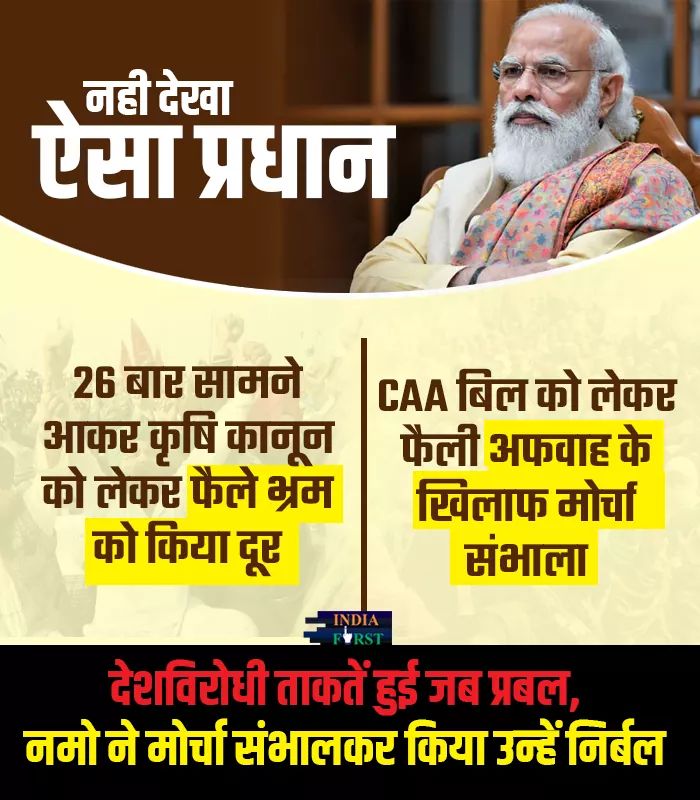 नही देखा
ऐसा प्रधान
26 बार सामने
आकर कृषि कानून
को लेकर फैले भ्रम
को किया दूर
CAA बिल को लेकर
फैली अफवाह के
खिलाफ मोर्चा
संभाला
INDIA
FIRST
देशविरोधी ताकतें हुई जब प्रबल,
नमो ने मोर्चा संभालकर किया उन्हें निर्बल